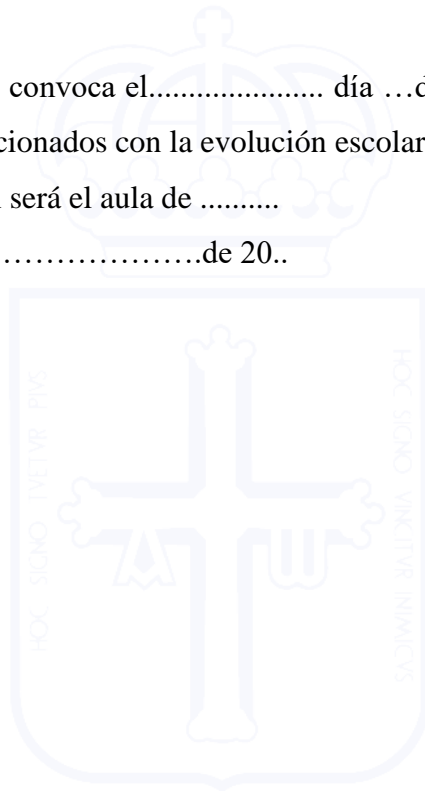 convoca el...................... día …d
cionados con la evolución escolar
será el aula de ..........
………………….de 20..
HOC SIGNO TVETVR PIVS
HOC SIGNO VINCITVR INIMICVS